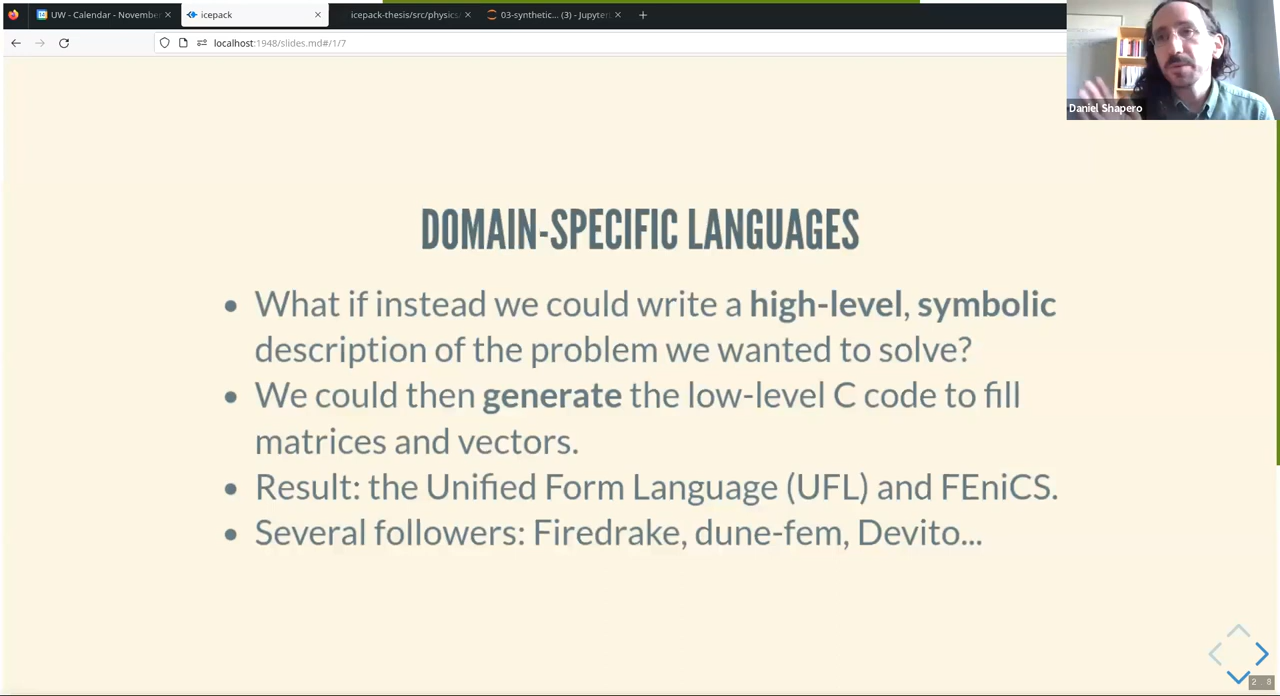 UW - Calendar - November
icepack
icepack-thesis/src/physics/
03-synthetic... (3) - Jupyter
localhost:1948/slides.md#/1/7
Daniel Shapero
DOMAIN-SPECIFIC LANGUAGES
• What if instead we could write a high-level, symbolic
description of the problem we wanted to solve?
• We could then generate the low-level C code to fill
matrices and vectors.
• Result: the Unified Form Language (UFL) and FEniCS.
• Several followers: Firedrake, dune-fem, Devito...
2 8